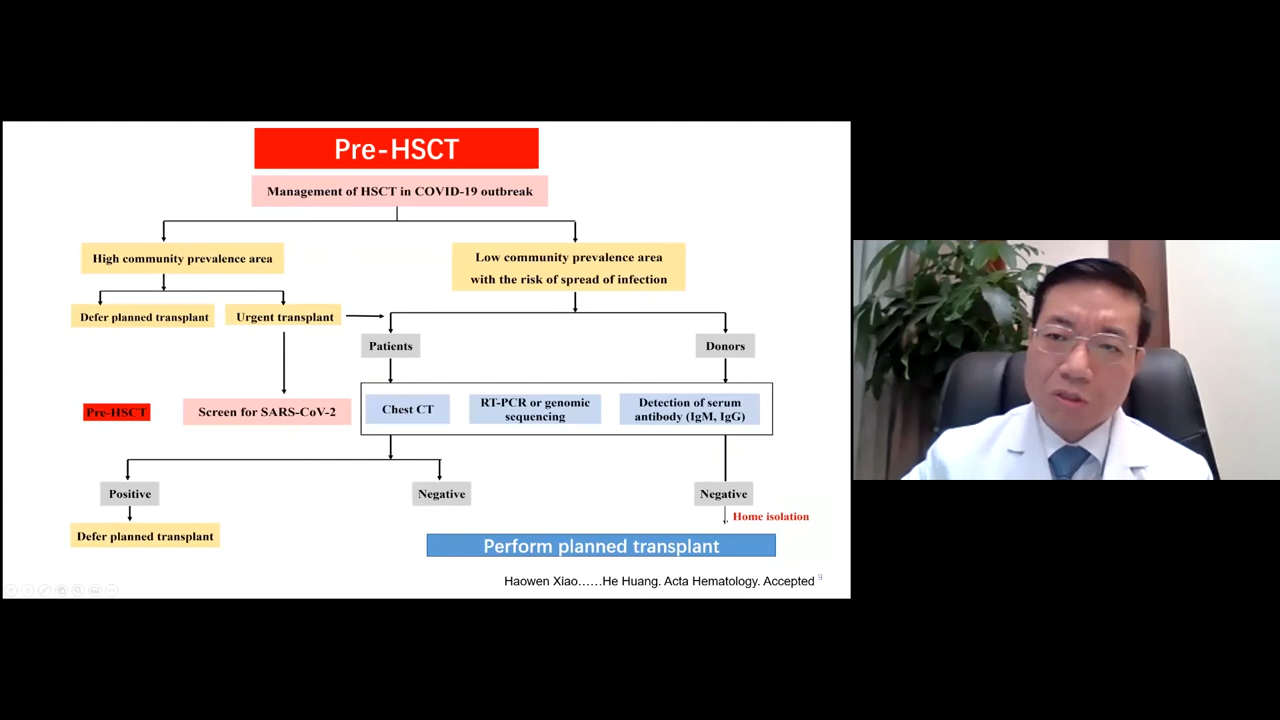 Pre-HSCT
Management of HSCT in COVID-19 outbreak
High community prevalence area
Low community prevalence area
with the risk of spread of infection
Defer planned transplant
Urgent transplant
Patients
Donors
Pre-HSCT
Screen for SARS-CoV-2
Chest CT
RT-PCR or genomic
sequencing
Detection of serum
antibody (IgM, IgG)
Positive
Negative
Negative
Home isolation
Defer planned transplant
Perform planned transplant
Haowen Xiao……He Huang. Acta Hematology. Accepted
9